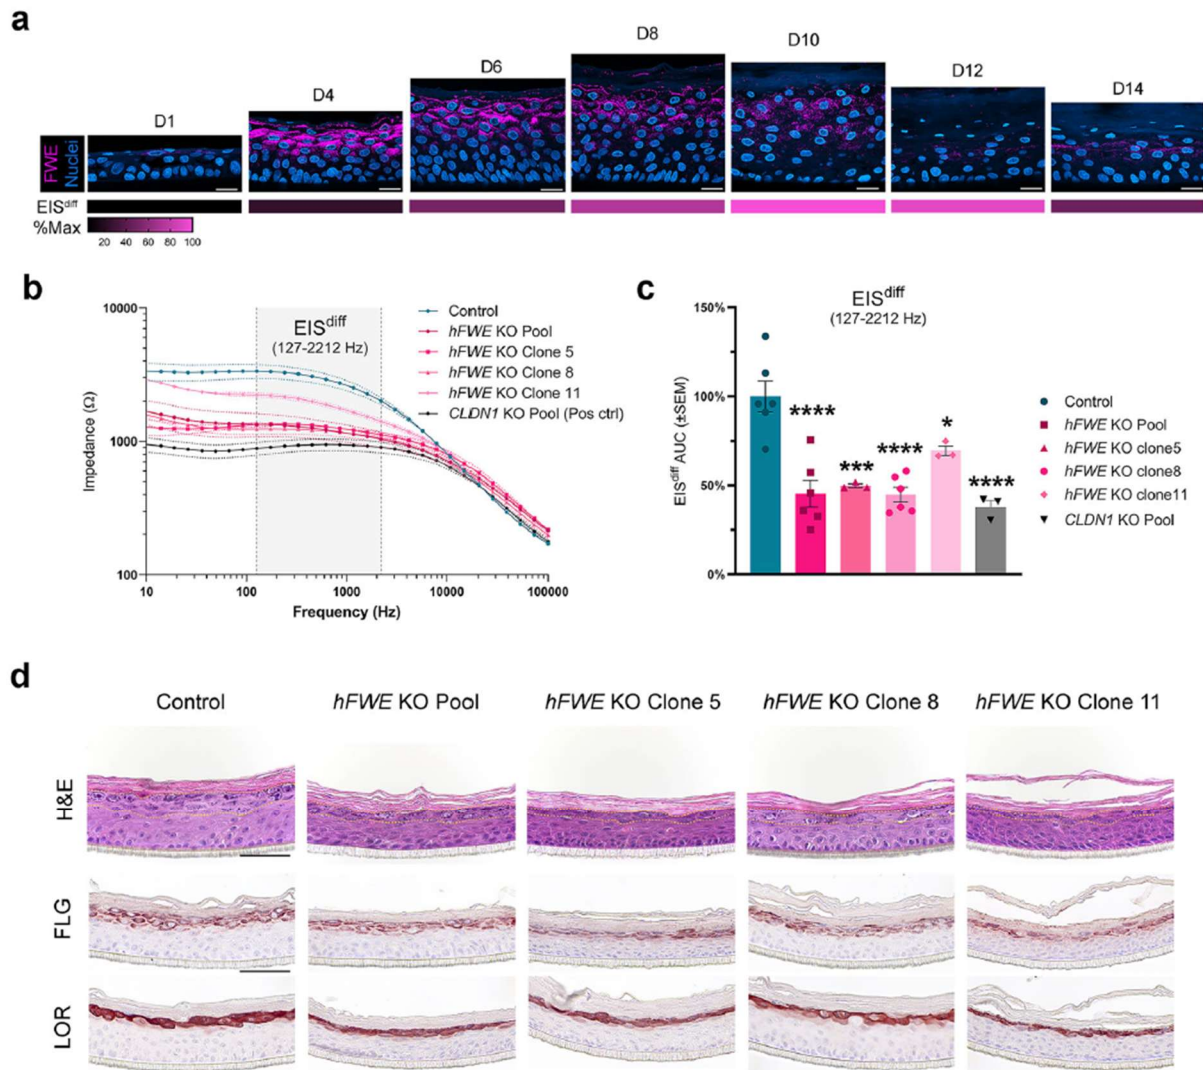 a
D1
D4
D6
D8
D10
D12
D14
FWE
Nuclei
EISdiff
%Max
20 40 60 80 100
b
10000
1000
100
Impedance (Ω)
EISdiff
(127-2212 Hz)
10 100 1000 10000 100000
Frequency (Hz)
Control
hFWE KO Pool
hFWE KO Clone 5
hFWE KO Clone 8
hFWE KO Clone 11
CLDN1 KO Pool (Pos ctrl)
c
EISdiff
(127-2212 Hz)
150%
100%
50%
0%
EISdiff AUC (±SEM)
****
***
****
*
****
Control
hFWE KO Pool
hFWE KO clone5
hFWE KO clone8
hFWE KO clone11
CLDN1 KO Pool
d
Control
hFWE KO Pool
hFWE KO Clone 5
hFWE KO Clone 8
hFWE KO Clone 11
H&E
FLG
LOR